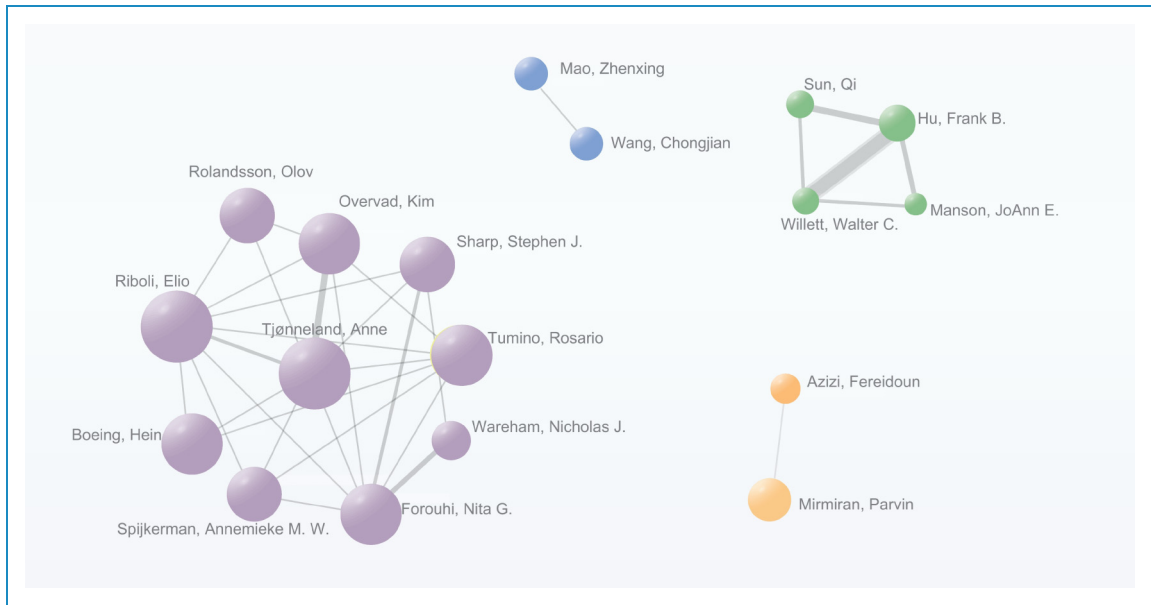 Mao, Zhenxing
Wang, Chongjian
Sun, Qi
Hu, Frank B.
Manson, JoAnn E.
Willett, Walter C.
Rolandsson, Olov
Overvad, Kim
Sharp, Stephen J.
Riboli, Elio
Tjønneland, Anne
Tumino, Rosario
Boeing, Hein
Wareham, Nicholas J.
Spijkerman, Annemieke M. W.
Forouhi, Nita G.
Azizi, Fereidoun
Mirmiran, Parvin